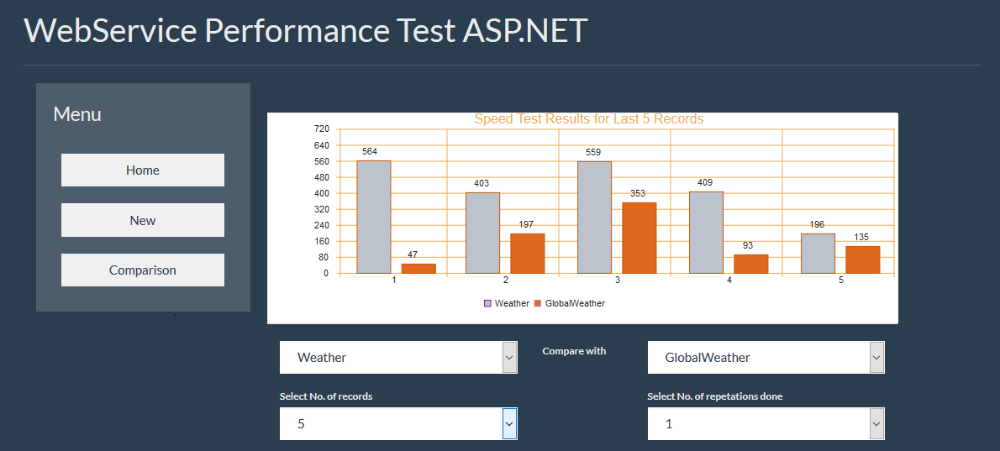 WebService Performance Test ASP.NET
Menu
Home
New
Comparison
Speed Test Results for Last 5 Records
720
640
560
480
400
320
240
160
80
0
564
47
403
197
559
353
409
93
196
135
1 2 3 4 5
Weather GlobalWeather
Weather
Compare with
GlobalWeather
Select No. of records
Select No. of repetations done
5
1